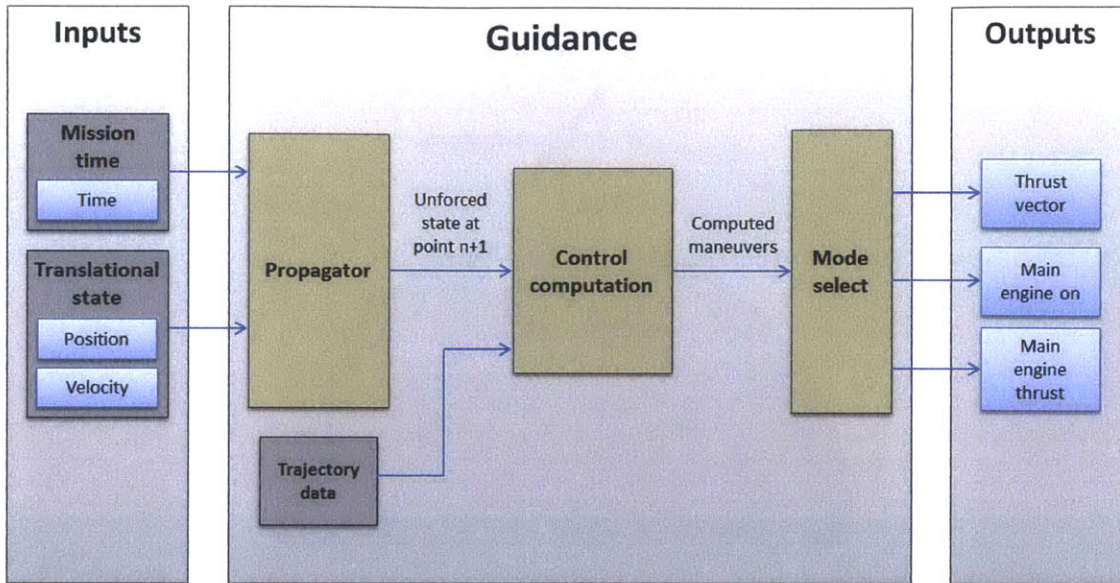 Inputs
Mission
time
Time
Translational
state
Position
Velocity
Guidance
Propagator
Unforced
state at
point n+1
Trajectory
data
Control
computation
Computed
maneuvers
Mode
select
Outputs
Thrust
vector
Main
engine on
Main
engine
thrust